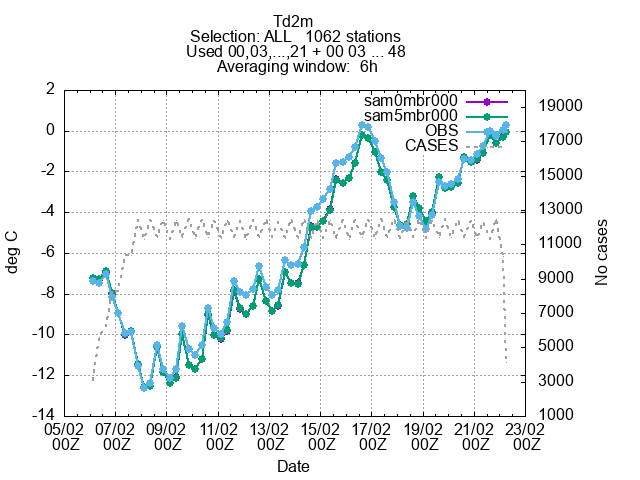 Td2m
Selection: ALL   1062 stations
Used 00,03,...,21 + 00 03 ... 48
Averaging window:  6h
sam0mbr000
sam5mbr000
OBS
CASES
deg C
2
0
-2
-4
-6
-8
-10
-12
-14
19000
17000
15000
13000
11000
9000
7000
5000
3000
1000
No cases
05/02 07/02 09/02 11/02 13/02 15/02 17/02 19/02 21/02 23/02
00Z 00Z 00Z 00Z 00Z 00Z 00Z 00Z 00Z 00Z
Date